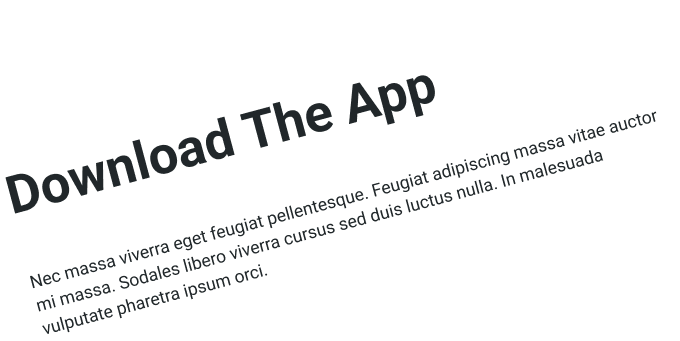 Download The App
Nec massa viverra eget feugiat pellentesque. Feugiat adipiscing massa vitae auctor
mi massa. Sodales libero viverra cursus sed duis luctus nulla. In malesuada
vulputate pharetra ipsum orci.